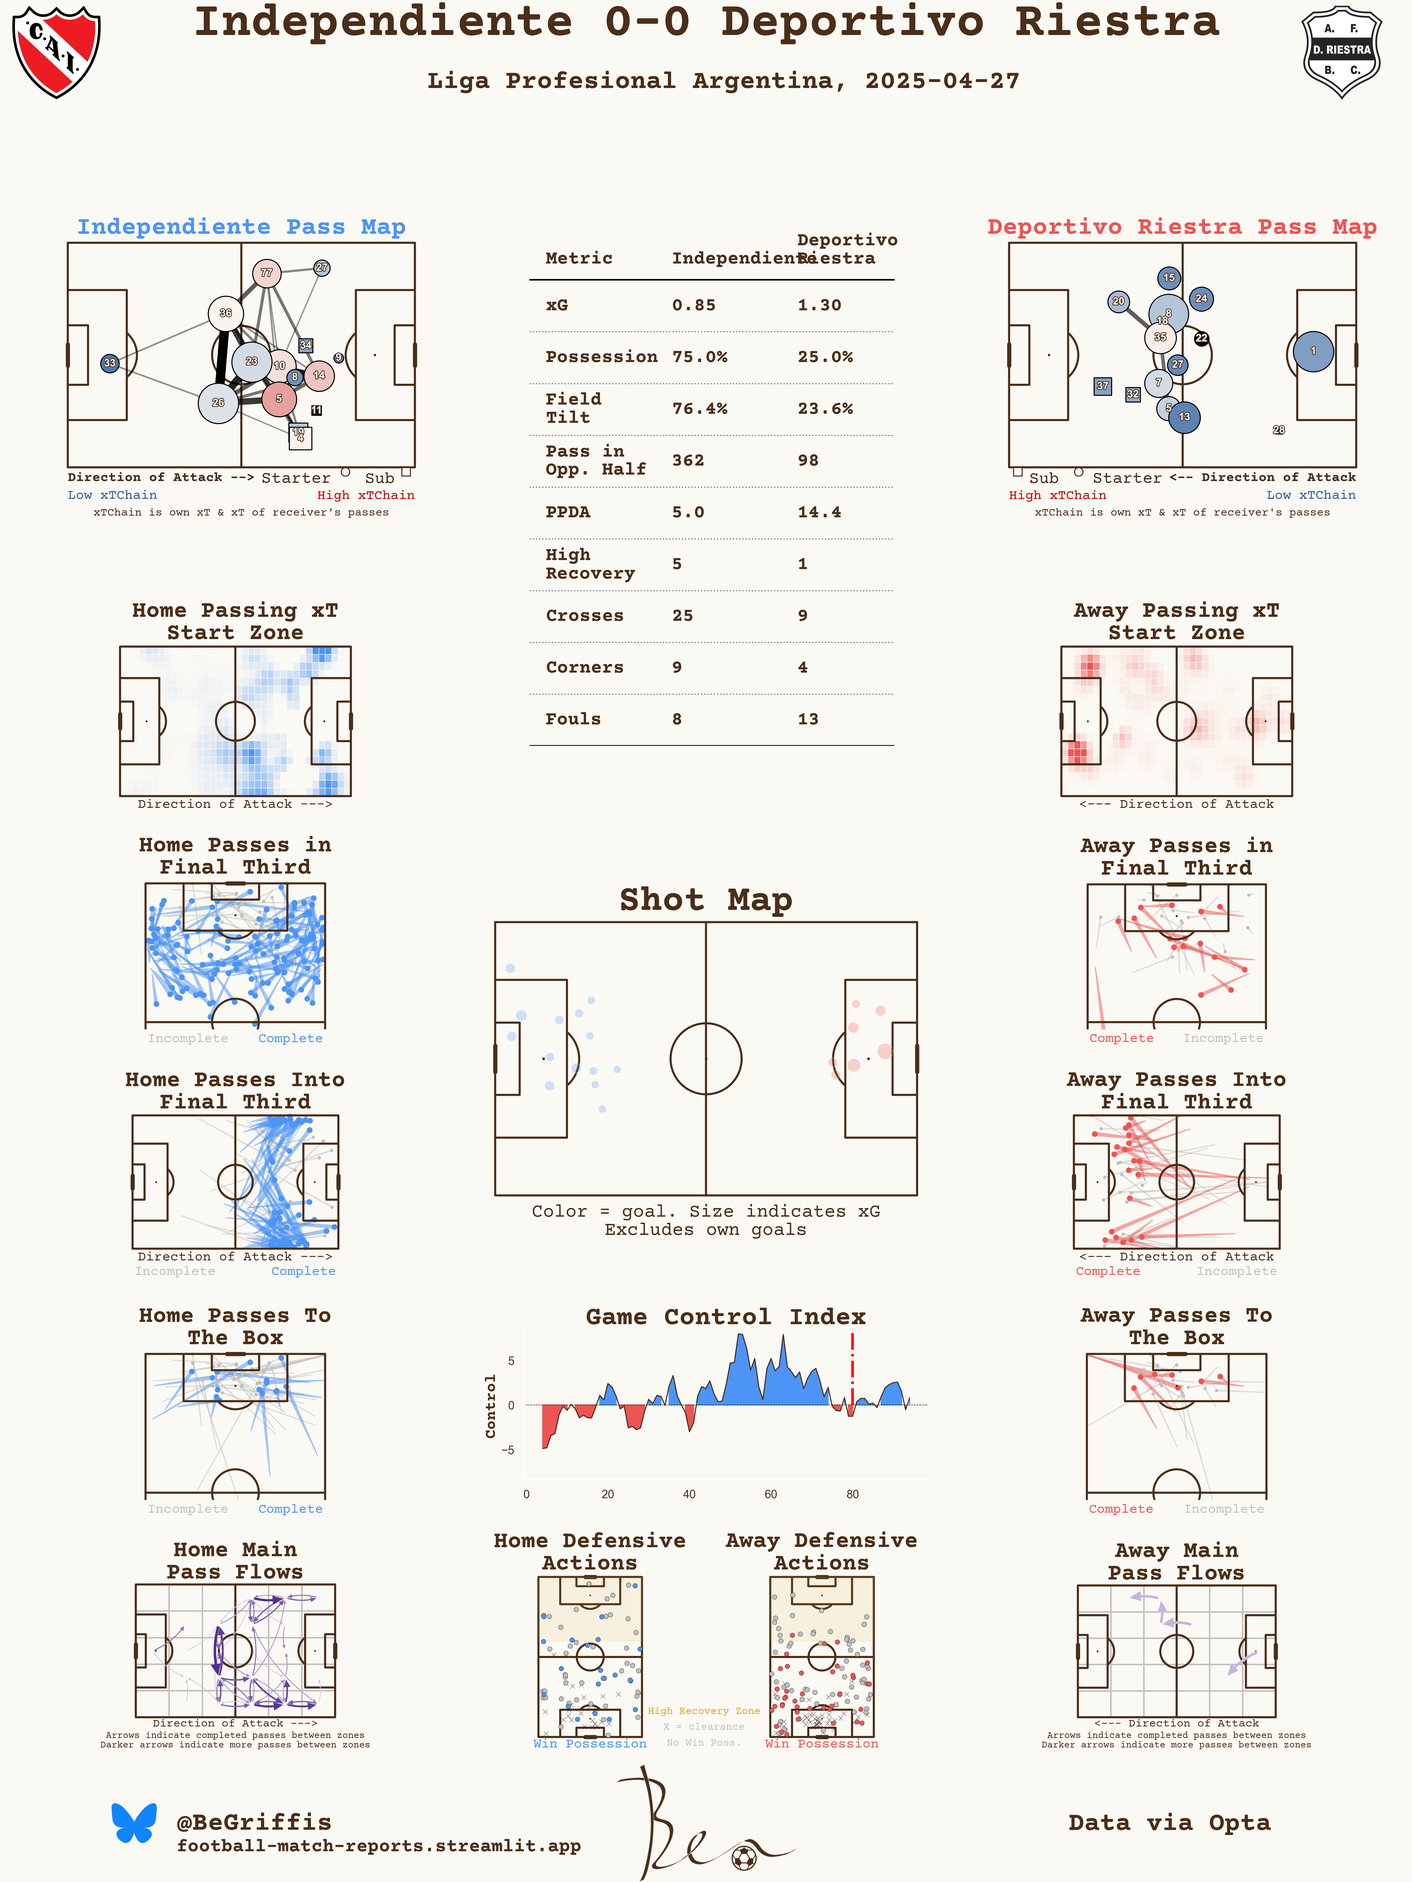 Independiente 0-0 Deportivo Riestra
Liga Profesional Argentina, 2025-04-27
C.A.I.
A. F.
D. RIESTRA
B. C.
Independiente Pass Map
77
27
36
34
9
33
23
10
8
14
26
5
11
19
4
Direction of Attack --> Starter Sub
Low xTChain High xTChain
xTChain is own xT & xT of receiver's passes
Metric Independiente Deportivo Riestra
xG 0.85 1.30
Possession 75.0% 25.0%
Field Tilt 76.4% 23.6%
Pass in Opp. Half 362 98
PPDA 5.0 14.4
High Recovery 5 1
Crosses 25 9
Corners 9 4
Fouls 8 13
Deportivo Riestra Pass Map
15
20
24
8
18
35
22
1
27
37
7
32
5
13
28
Sub Starter <-- Direction of Attack
High xTChain Low xTChain
xTChain is own xT & xT of receiver's passes
Home Passing xT
Start Zone
Direction of Attack --->
Away Passing xT
Start Zone
<--- Direction of Attack
Home Passes in
Final Third
Incomplete Complete
Shot Map
Color = goal. Size indicates xG
Excludes own goals
Away Passes in
Final Third
Complete Incomplete
Home Passes Into
Final Third
Direction of Attack --->
Incomplete Complete
Away Passes Into
Final Third
<--- Direction of Attack
Complete Incomplete
Home Passes To
The Box
Incomplete Complete
Game Control Index
Control
5
0
−5
0 20 40 60 80
Away Passes To
The Box
Complete Incomplete
Home Main
Pass Flows
Direction of Attack --->
Arrows indicate completed passes between zones
Darker arrows indicate more passes between zones
Home Defensive
Actions
Win Possession
High Recovery Zone
X = clearance
No Win Poss.
Away Defensive
Actions
Win Possession
Away Main
Pass Flows
<--- Direction of Attack
Arrows indicate completed passes between zones
Darker arrows indicate more passes between zones
@BeGriffis
football-match-reports.streamlit.app
Ben
Data via Opta